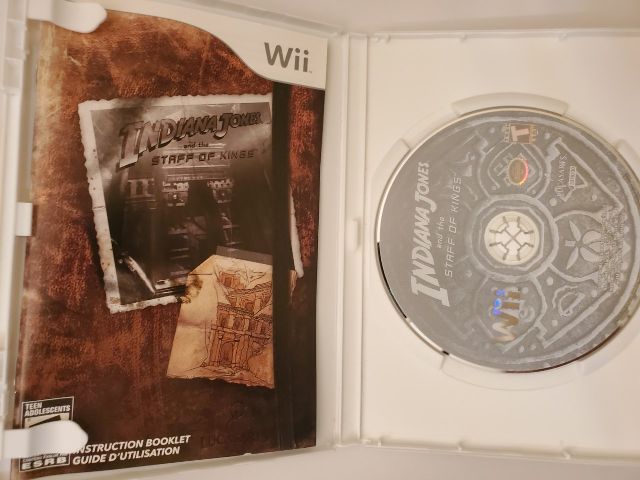 Wii
INDIANA JONES
and the
STAFF OF KINGS
TEEN
ADOLESCENTS
ESRB
INSTRUCTION BOOKLET
GUIDE D'UTILISATION
LUCASARTS
INDIANA JONES
and the
STAFF OF KINGS
Wii
T